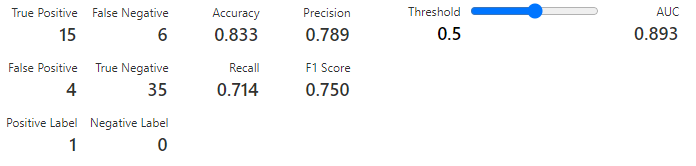 True Positive False Negative Accuracy Precision Threshold AUC
15 6 0.833 0.789 0.5 0.893
False Positive True Negative Recall F1 Score
4 35 0.714 0.750
Positive Label Negative Label
1 0